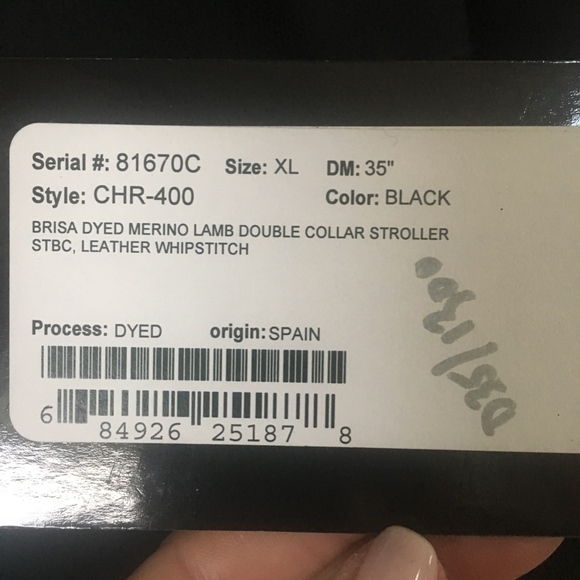 Serial #: 81670C Size: XL DM: 35"
Style: CHR-400 Color: BLACK
BRISA DYED MERINO LAMB DOUBLE COLLAR STROLLER
STBC, LEATHER WHIPSTITCH
Process: DYED origin: SPAIN
6 84926 25187 8